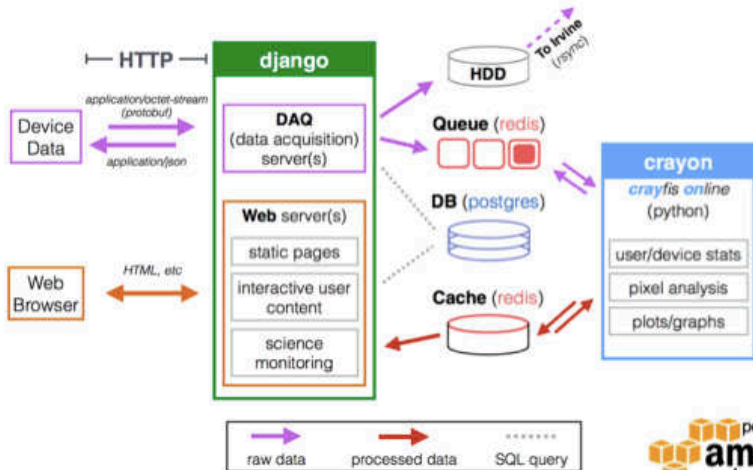 HTTP
django
application/octet-stream
(protobuf)
application/json
Device
Data
DAQ
(data acquisition)
server(s)
HDD
To Irvine
(rsync)
Queue (redis)
DB (postgres)
Cache (redis)
crayon
crayfis online
(python)
user/device stats
pixel analysis
plots/graphs
Web server(s)
static pages
interactive user
content
science
monitoring
Web
Browser
HTML, etc
raw data
processed data
SQL query
am